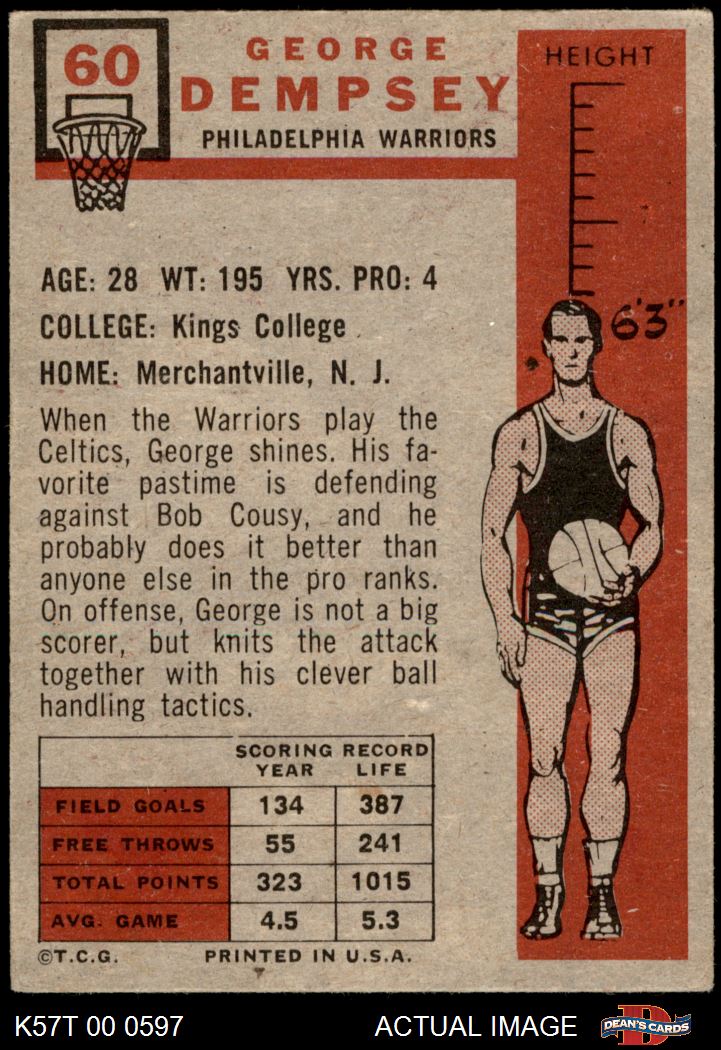 60
GEORGE
DEMPSEY
PHILADELPHIA WARRIORS
HEIGHT
6'3"
AGE: 28 WT: 195 YRS. PRO: 4
COLLEGE: Kings College
HOME: Merchantville, N. J.
When the Warriors play the
Celtics, George shines. His fa-
vorite pastime is defending
against Bob Cousy, and he
probably does it better than
anyone else in the pro ranks.
On offense, George is not a big
scorer, but knits the attack
together with his clever ball
handling tactics.
SCORING RECORD
YEAR LIFE
FIELD GOALS 134 387
FREE THROWS 55 241
TOTAL POINTS 323 1015
AVG. GAME 4.5 5.3
©T.C.G. PRINTED IN U.S.A.
K57T 00 0597 ACTUAL IMAGE D DEAN'S CARDS